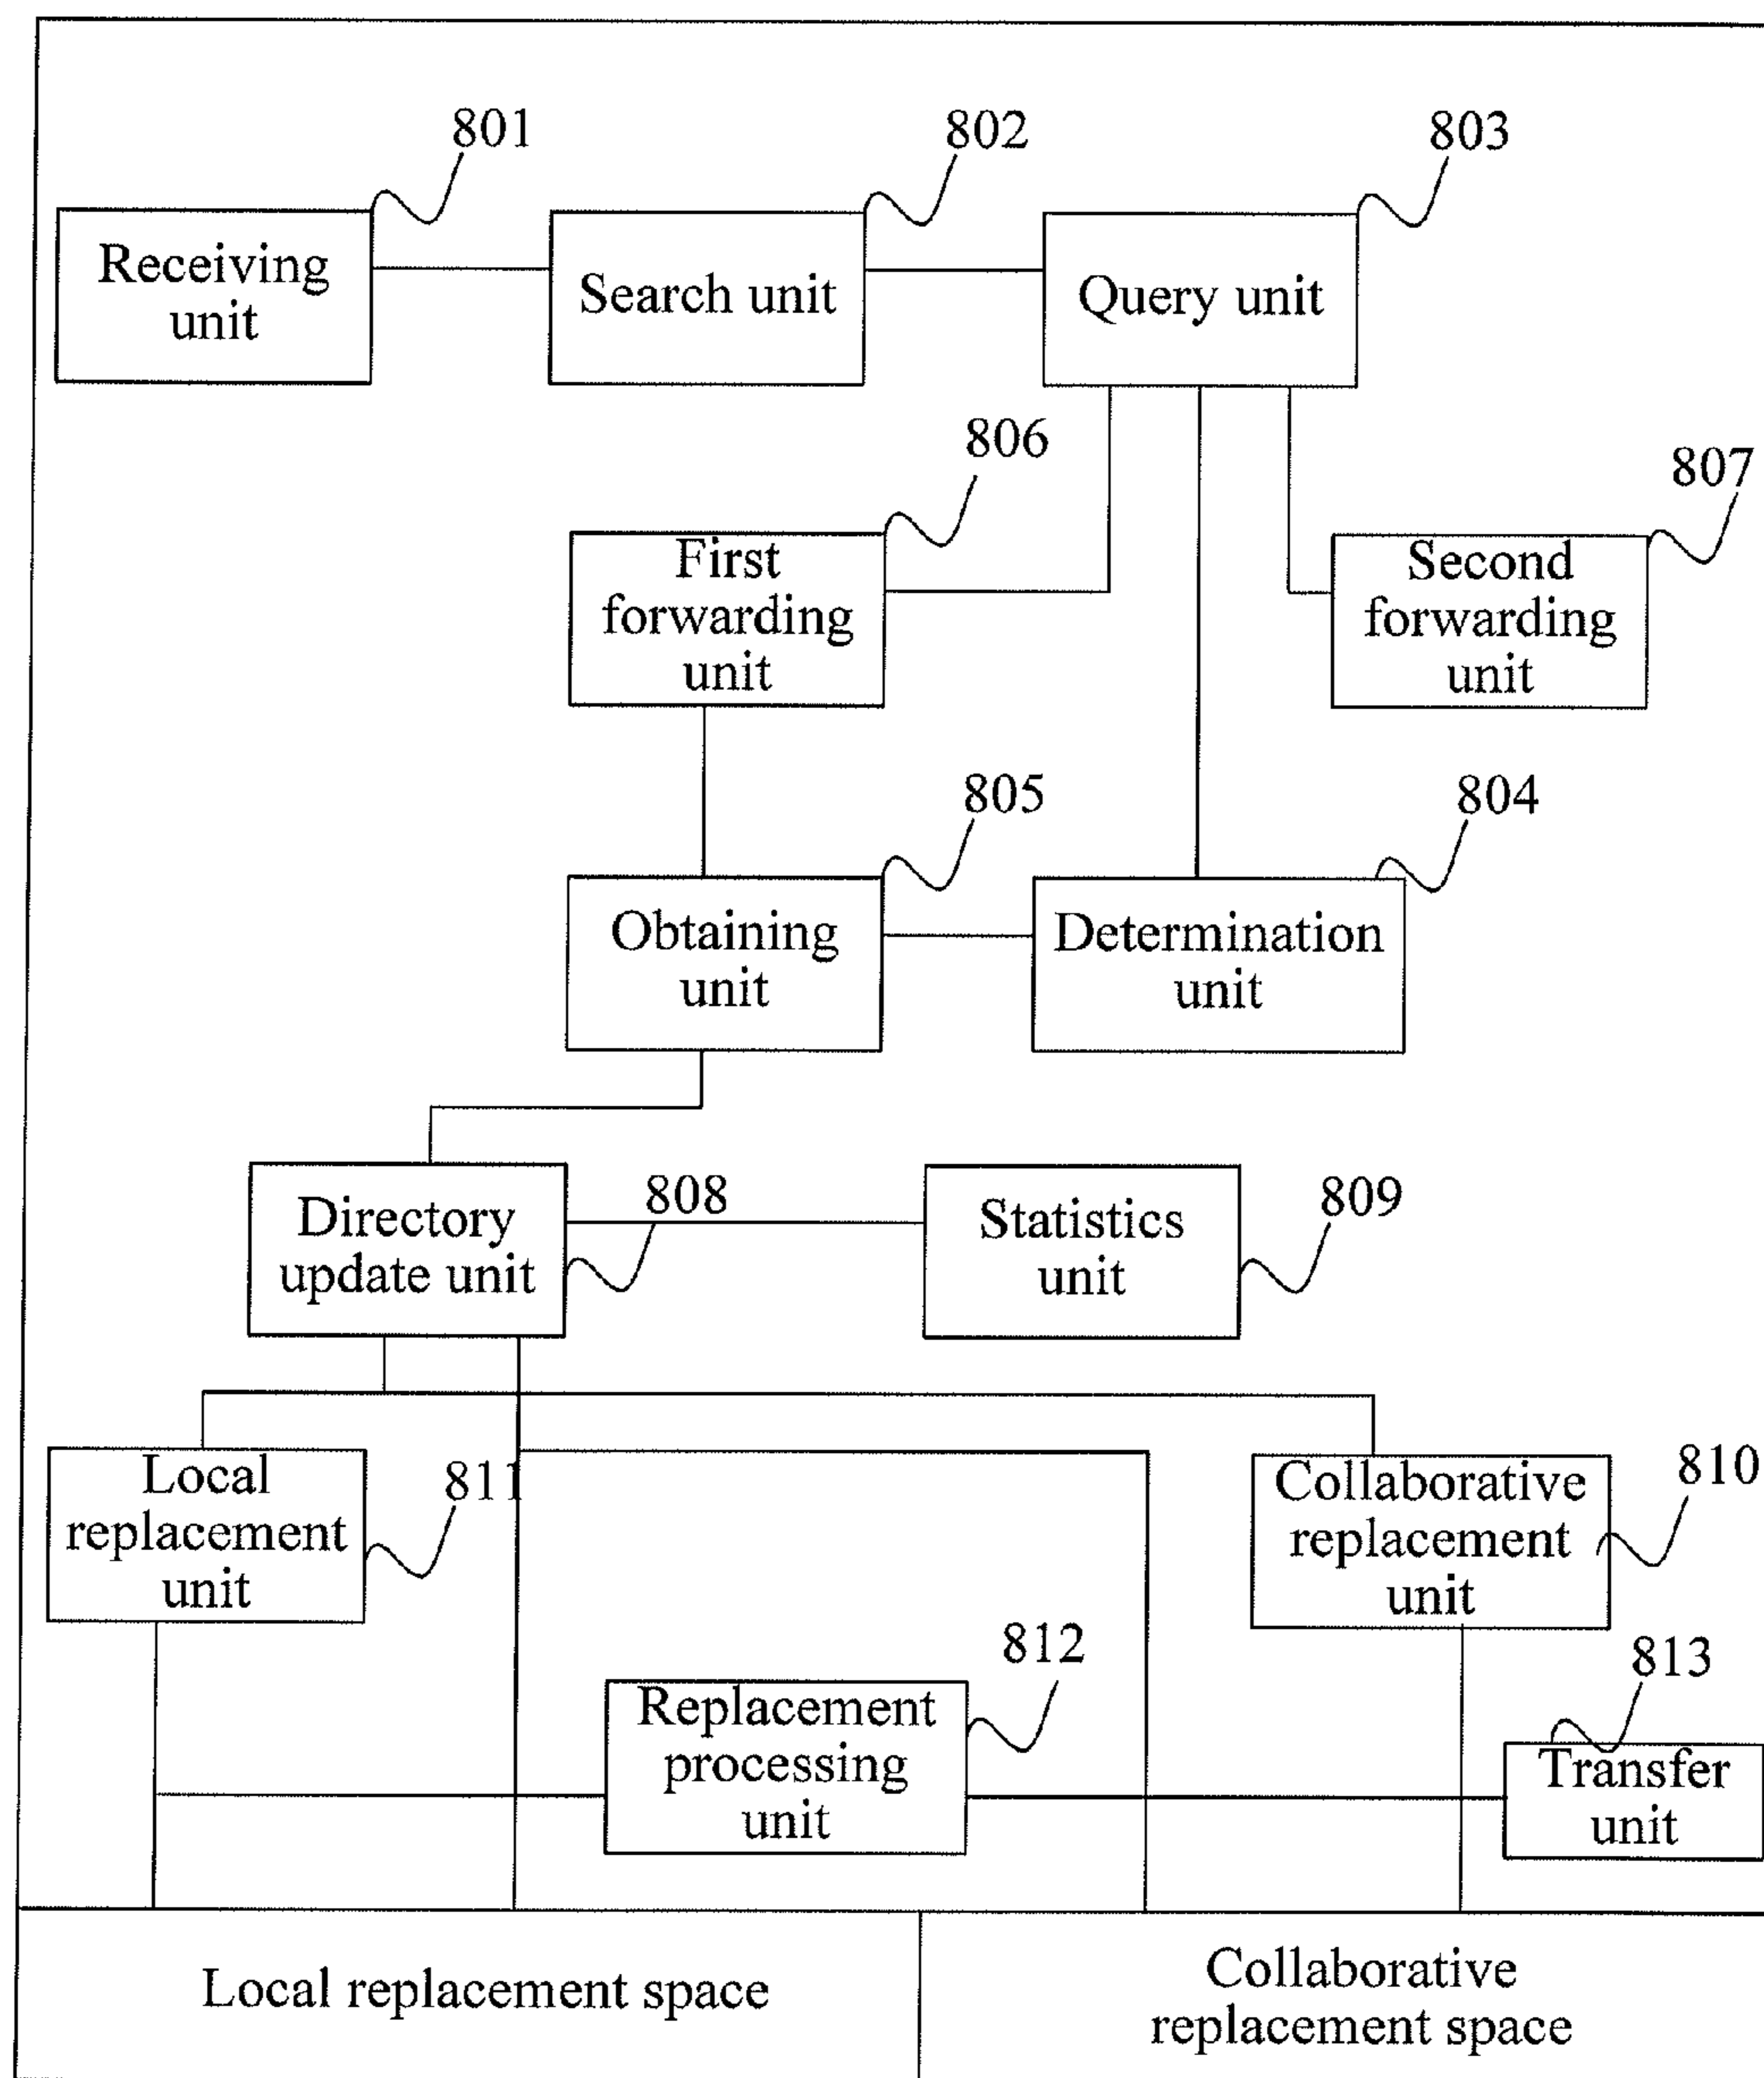 801
802
803
Receiving
unit
Search unit
Query unit
806
807
First
forwarding
unit
Second
forwarding
unit
805
804
Obtaining
unit
Determination
unit
808
809
Directory
update unit
Statistics
unit
811
810
Local
replacement
unit
Collaborative
replacement
unit
812
813
Replacement
processing
unit
Transfer
unit
Local replacement space
Collaborative
replacement space